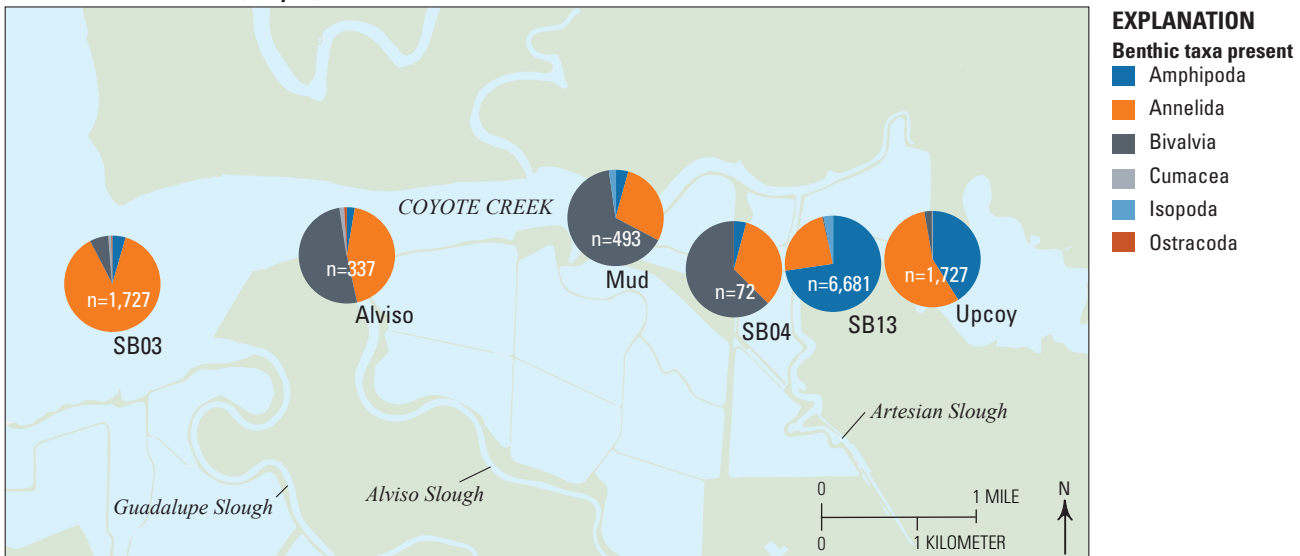 EXPLANATION
Benthic taxa present
Amphipoda
Annelida
Bivalvia
Cumacea
Isopoda
Ostracoda
COYOTE CREEK
n=493
Mud
n=337
Alviso
n=1,727
SB03
n=72
SB04
n=6,681
SB13
n=1,727
Upcoy
Artesian Slough
Alviso Slough
Guadalupe Slough
0
1 MILE
0
1 KILOMETER
N